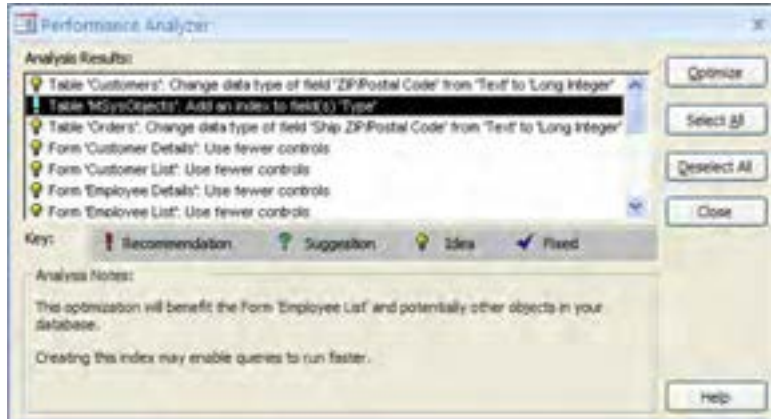 Performance Analyzer
Analysis Results:
Table 'Customers': Change data type of field 'ZIP/Postal Code' from 'Text' to 'Long Integer'
Table 'MSysObjects': Add an index to field(s) 'Type'
Table 'Orders': Change data type of field 'Ship ZIP/Postal Code' from 'Text' to 'Long Integer'
Form 'Customer Details': Use fewer controls
Form 'Customer List': Use fewer controls
Form 'Employee Details': Use fewer controls
Form 'Employee List': Use fewer controls
Optimize
Select All
Deselect All
Close
Key: Recommendation Suggestion Idea Fixed
Analysis Notes:
This optimization will benefit the Form 'Employee List' and potentially other objects in your
database.
Creating this index may enable queries to run faster.
Help